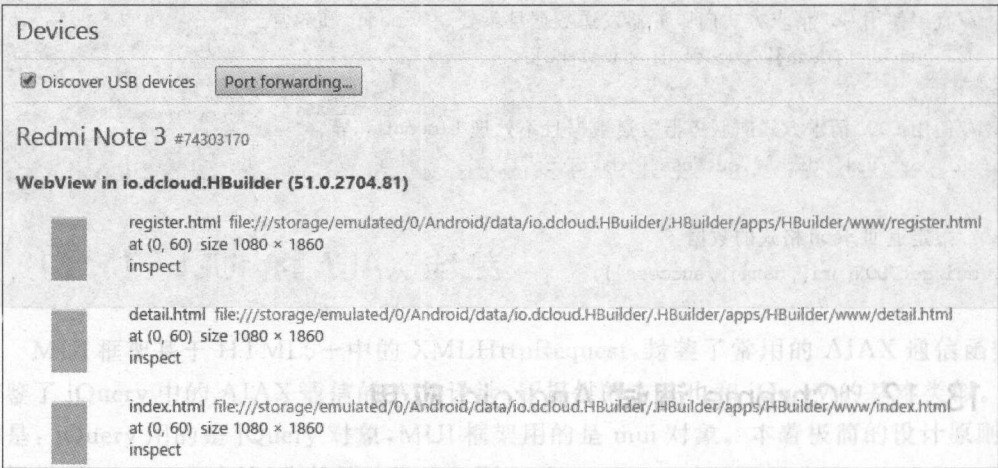 Devices
Discover USB devices Port forwarding...
Redmi Note 3 #74303170
WebView in io.dcloud.HBuilder (51.0.2704.81)
register.html file:///storage/emulated/0/Android/data/io.dcloud.HBuilder/.HBuilder/apps/HBuilder/www/register.html
at (0, 60) size 1080 × 1860
inspect
detail.html file:///storage/emulated/0/Android/data/io.dcloud.HBuilder/.HBuilder/apps/HBuilder/www/detail.html
at (0, 60) size 1080 × 1860
inspect
index.html file:///storage/emulated/0/Android/data/io.dcloud.HBuilder/.HBuilder/apps/HBuilder/www/index.html
at (0, 60) size 1080 × 1860
inspect